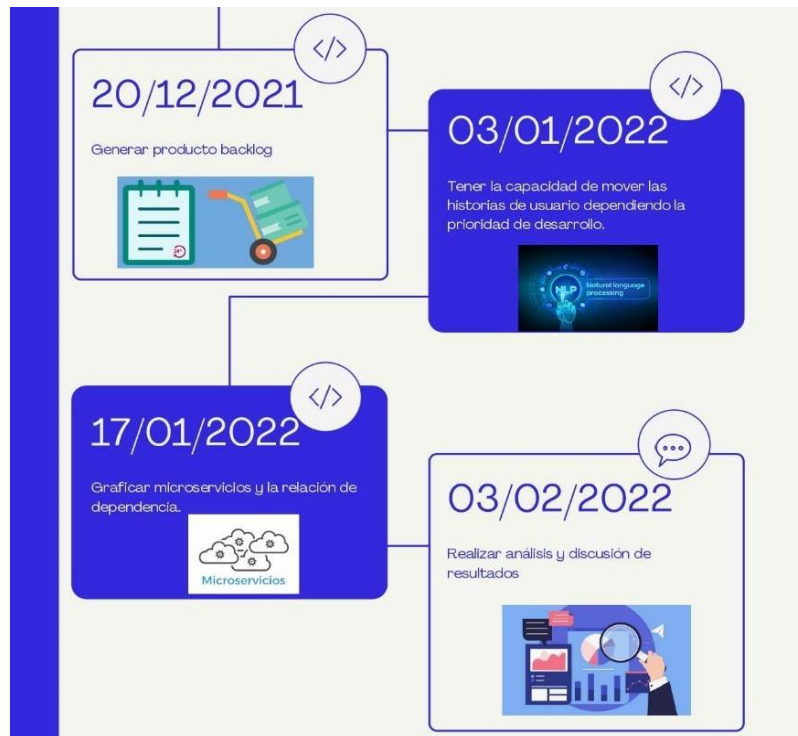 </>
20/12/2021
Generar producto backlog
</>
03/01/2022
Tener la capacidad de mover las
historias de usuario dependiendo la
prioridad de desarrollo.
NLP
Natural language
processing
</>
17/01/2022
Graficar microservicios y la relación de
dependencia.
Microservicios
03/02/2022
Realizar análisis y discusión de
resultados